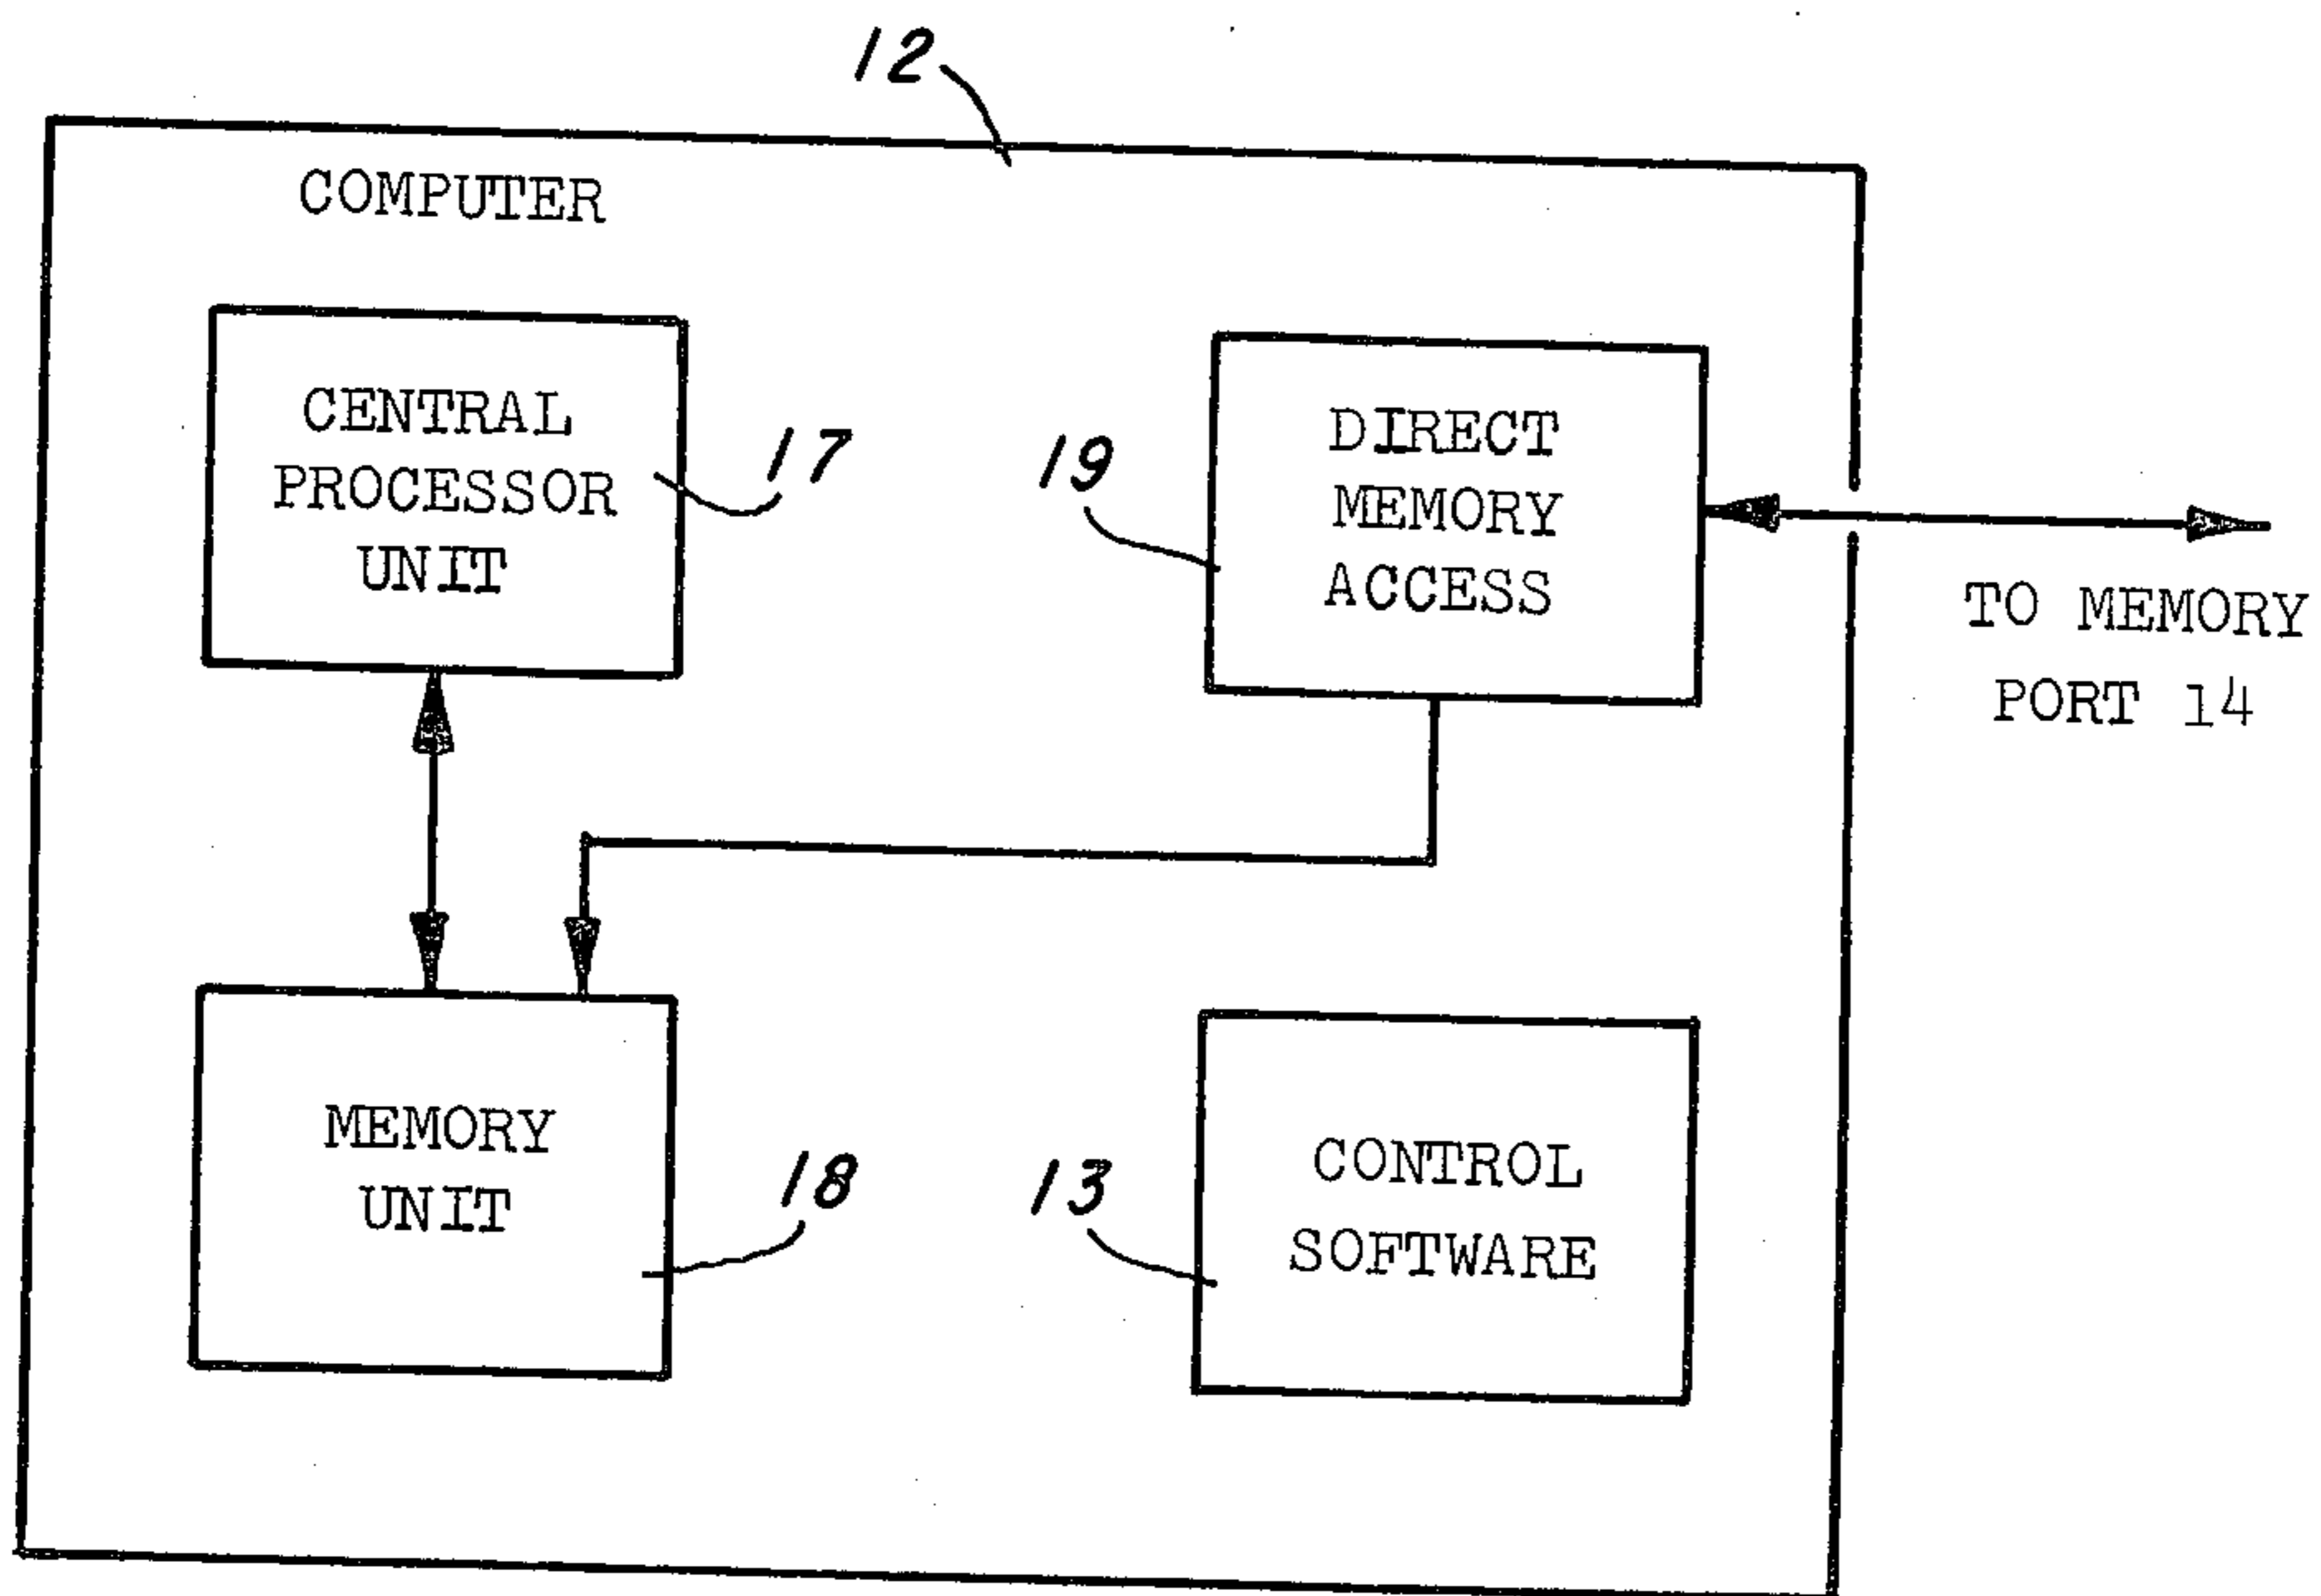 12
COMPUTER
CENTRAL
PROCESSOR
UNIT
17
19
DIRECT
MEMORY
ACCESS
TO MEMORY
PORT 14
MEMORY
UNIT
18
13
CONTROL
SOFTWARE